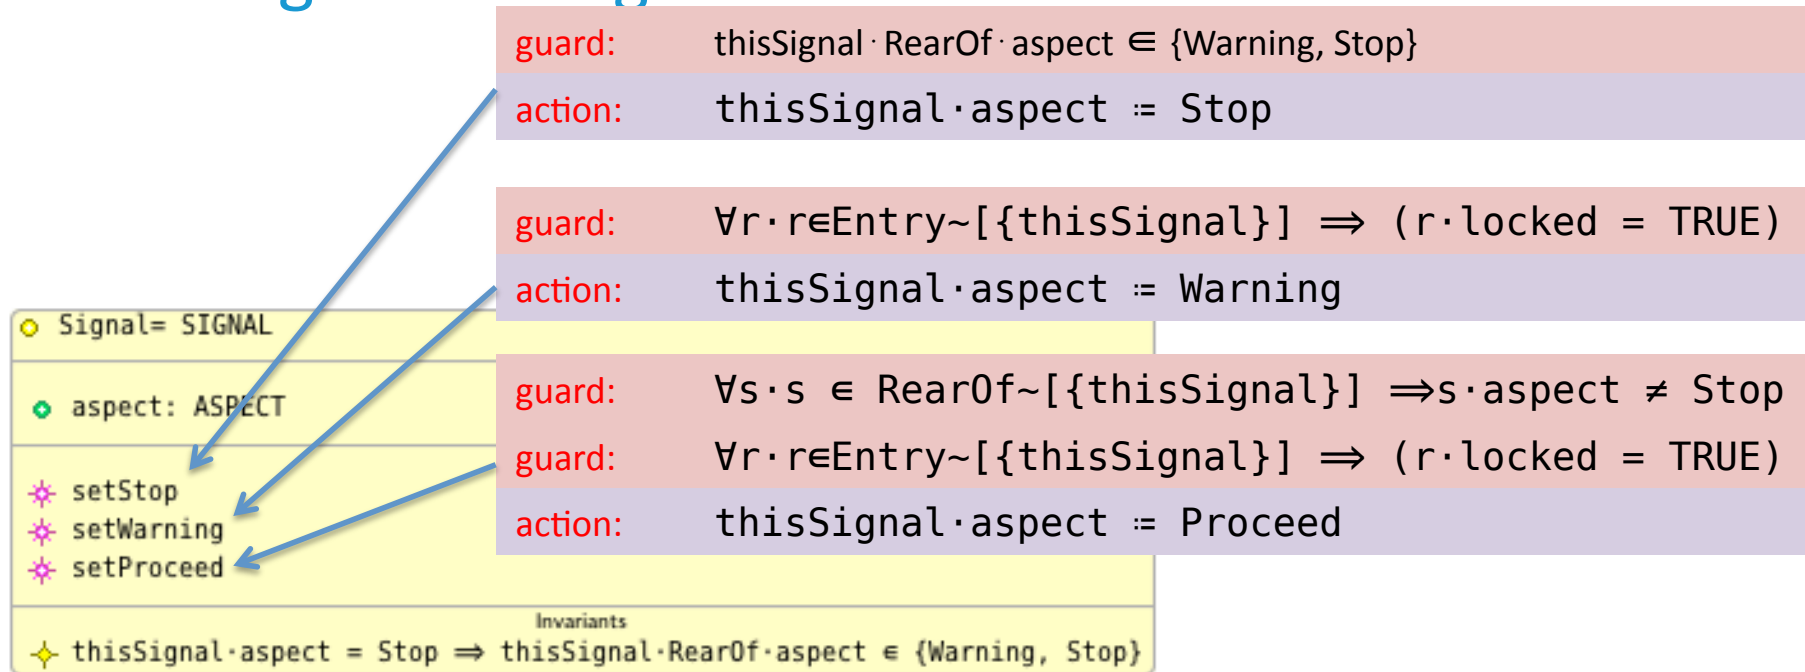 guard: thisSignal·RearOf·aspect ∈ {Warning, Stop}
action: thisSignal·aspect ≔ Stop
guard: ∀r·r∈Entry~[{thisSignal}] ⇒ (r·locked = TRUE)
action: thisSignal·aspect ≔ Warning
guard: ∀s·s ∈ RearOf~[{thisSignal}] ⇒s·aspect ≠ Stop
guard: ∀r·r∈Entry~[{thisSignal}] ⇒ (r·locked = TRUE)
action: thisSignal·aspect ≔ Proceed
Signal= SIGNAL
aspect: ASPECT
setStop
setWarning
setProceed
Invariants
thisSignal·aspect = Stop ⇒ thisSignal·RearOf·aspect ∈ {Warning, Stop}